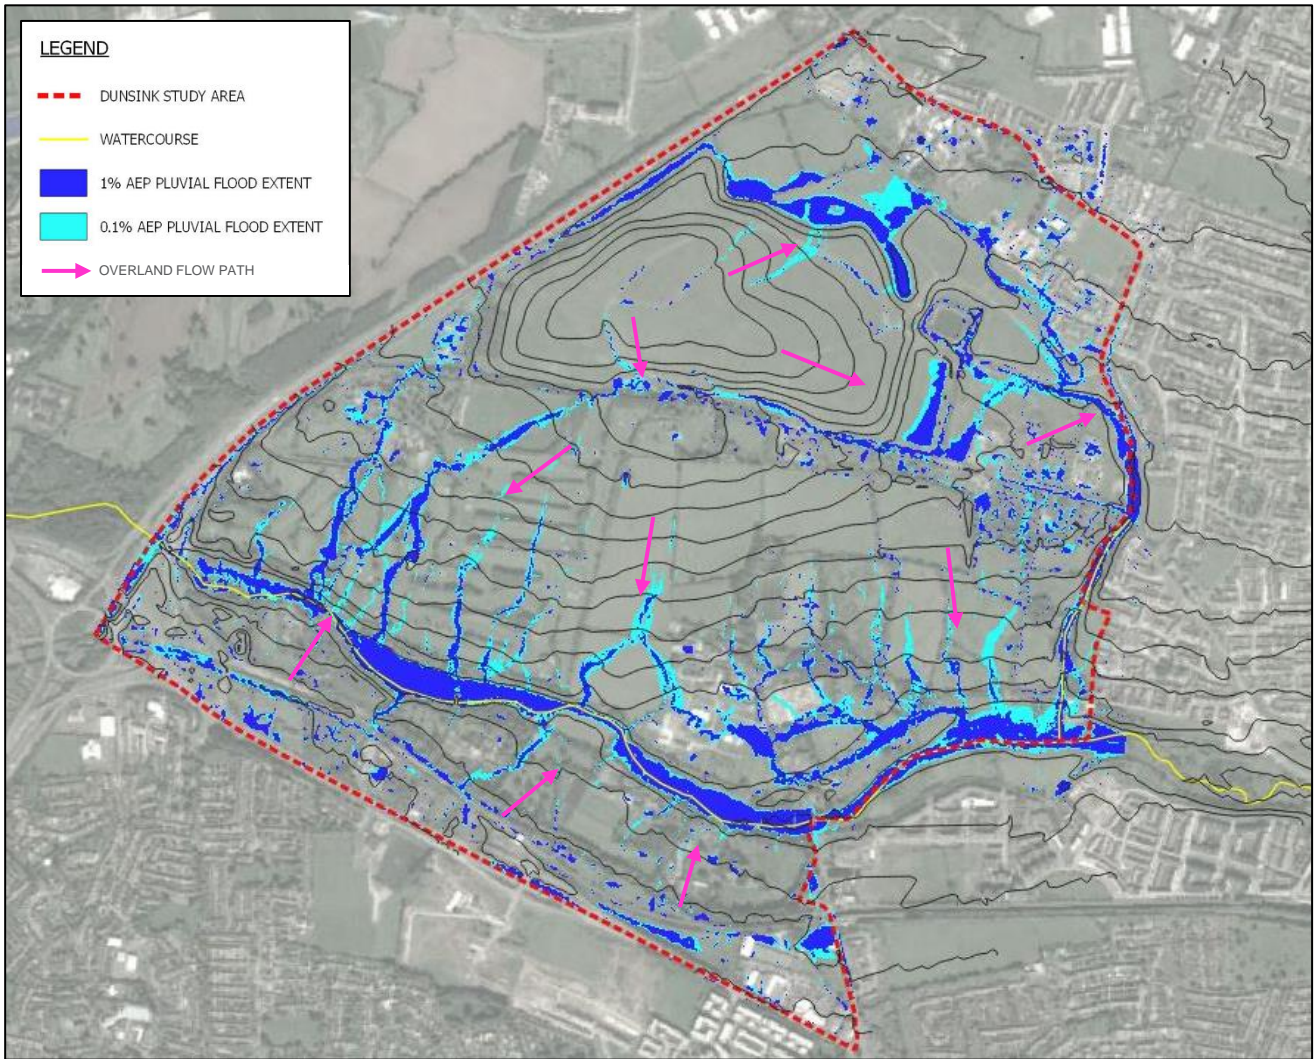 LEGEND
DUNSINK STUDY AREA
WATERCOURSE
1% AEP PLUVIAL FLOOD EXTENT
0.1% AEP PLUVIAL FLOOD EXTENT
OVERLAND FLOW PATH